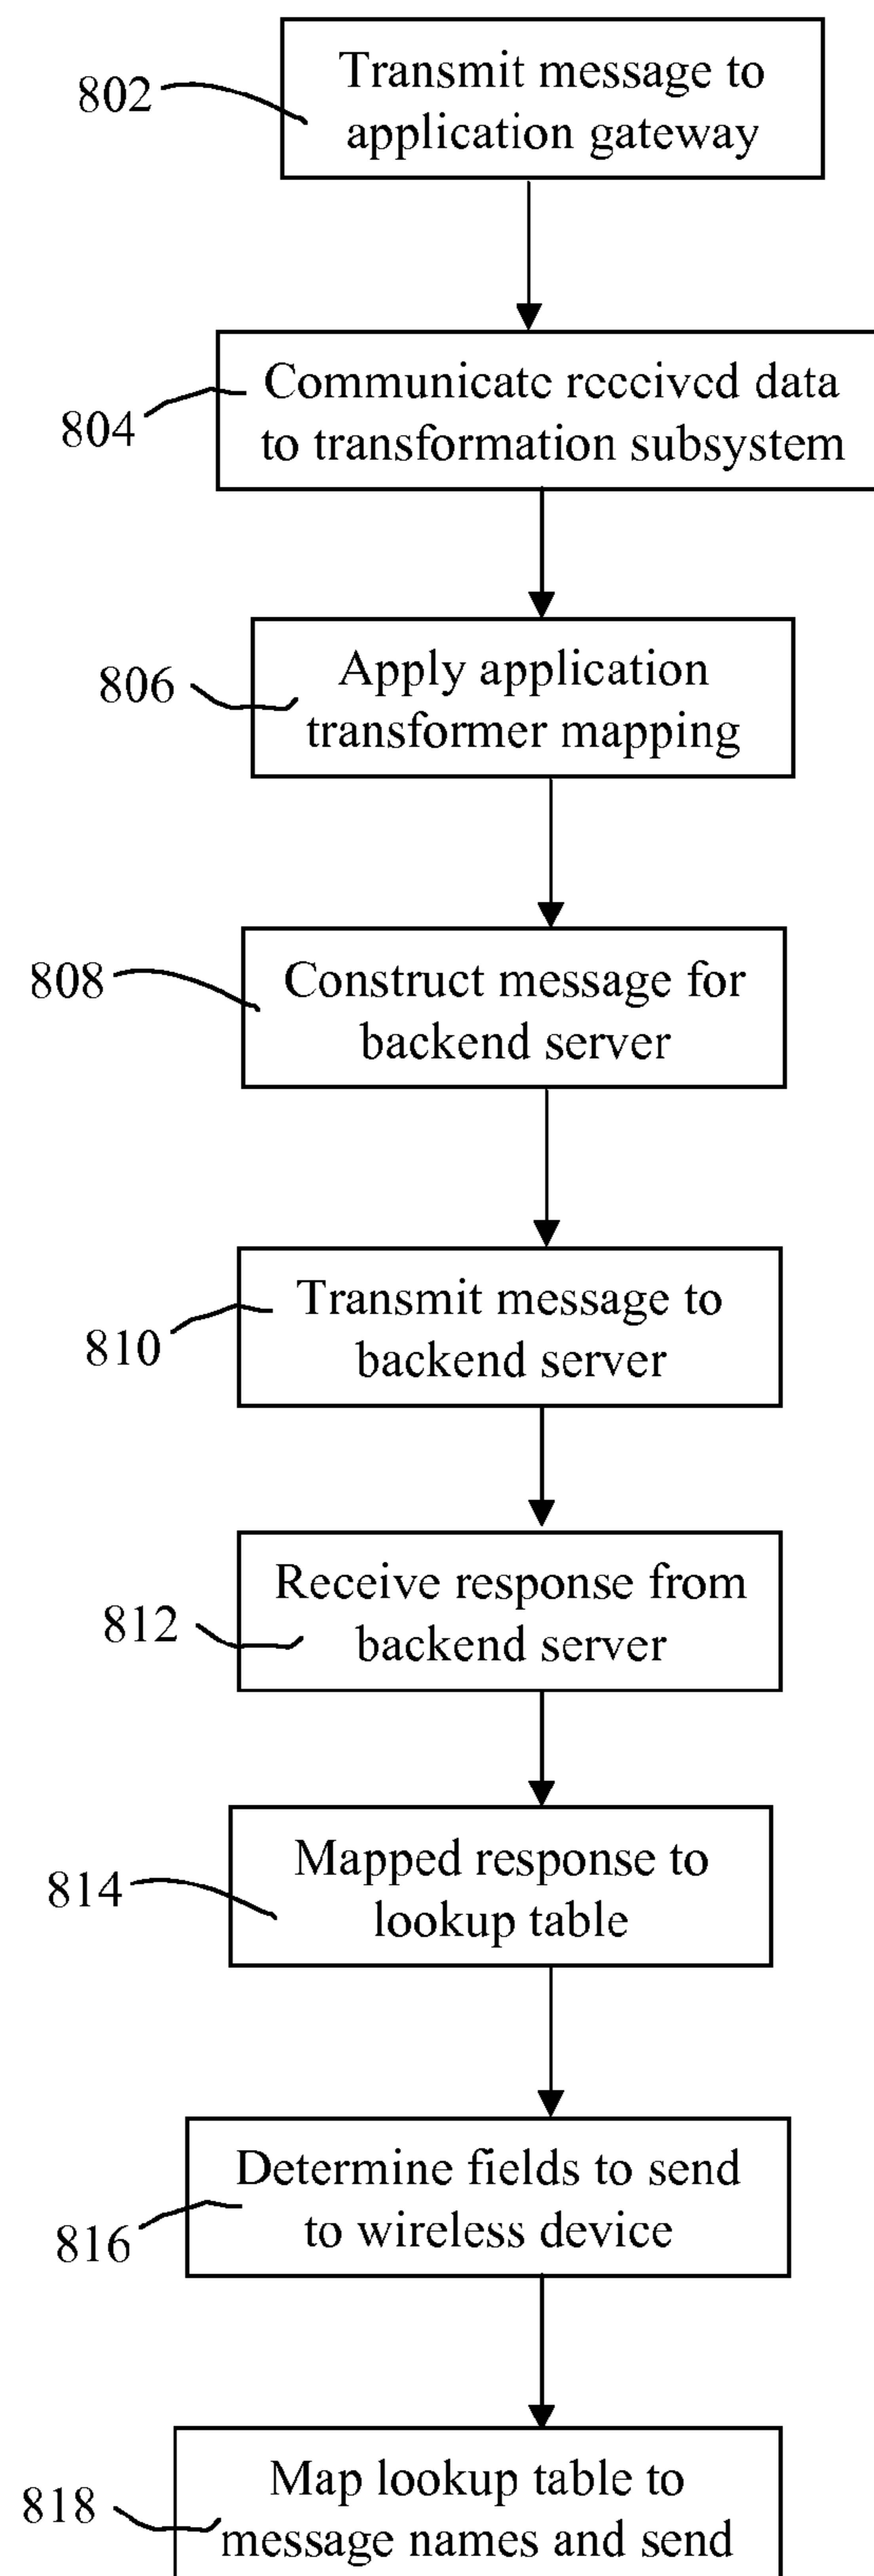 802
Transmit message to
application gateway
804
Communicate received data
to transformation subsystem
806
Apply application
transformer mapping
808
Construct message for
backend server
810
Transmit message to
backend server
812
Receive response from
backend server
814
Mapped response to
lookup table
816
Determine fields to send
to wireless device
818
Map lookup table to
message names and send